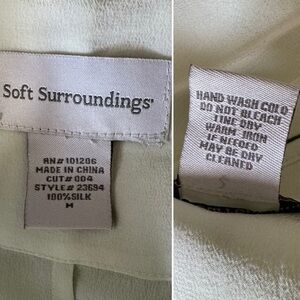 Soft Surroundings®
RN# 101206
MADE IN CHINA
CUT# 004
STYLE# 23694
100% SILK
M
HAND WASH COLD
DO NOT BLEACH
LINE DRY
WARM IRON
IF NEEDED
MAY BE DRY
CLEANED